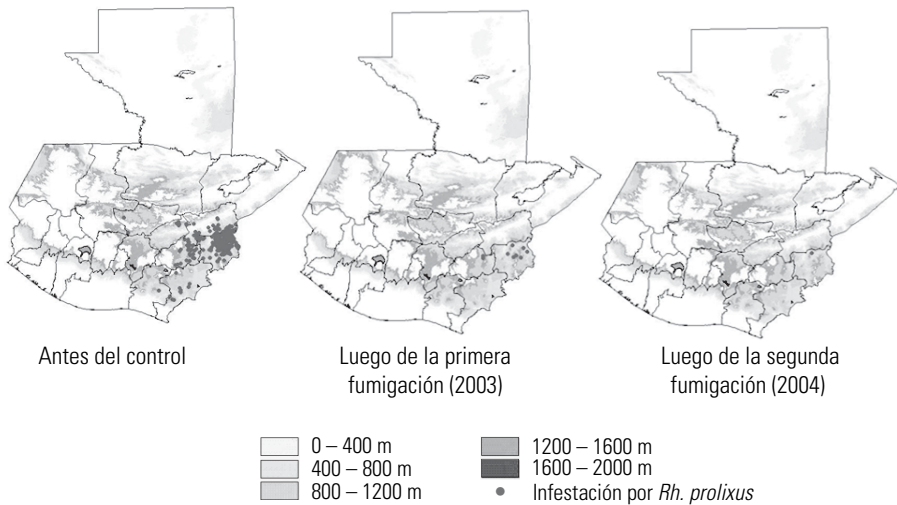 Antes del control
Luego de la primera
fumigación (2003)
Luego de la segunda
fumigación (2004)
0 – 400 m
400 – 800 m
800 – 1200 m
1200 – 1600 m
1600 – 2000 m
Infestación por Rh. prolixus